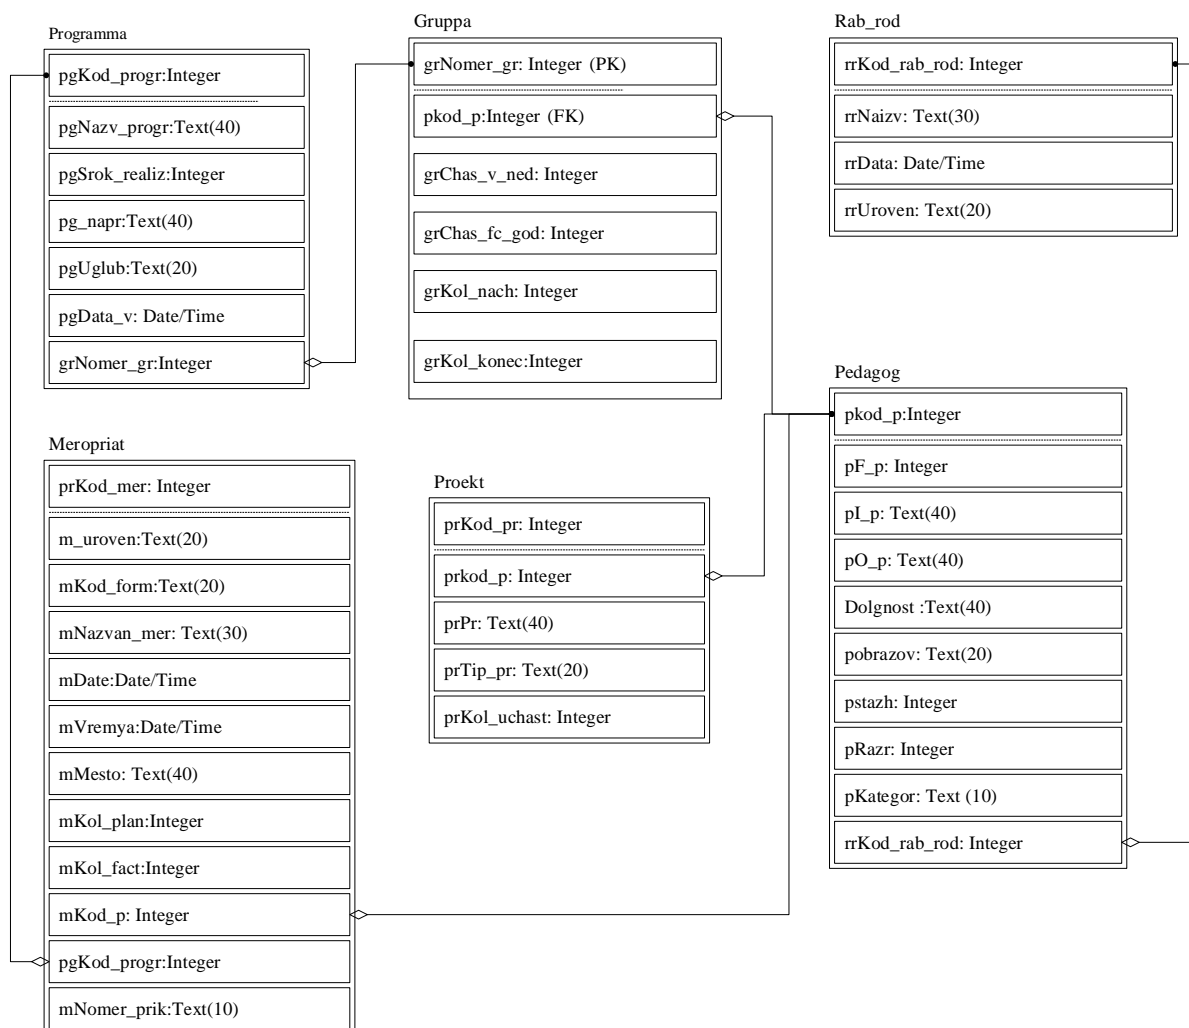 Programma
pgKod_progr:Integer
pgNazv_progr:Text(40)
pgSrok_realiz:Integer
pg_napr:Text(40)
pgUglub:Text(20)
pgData_v: Date/Time
grNomer_gr:Integer
Gruppa
grNomer_gr: Integer (PK)
pkod_p:Integer (FK)
grChas_v_ned: Integer
grChas_fc_god: Integer
grKol_nach: Integer
grKol_konec:Integer
Rab_rod
rrKod_rab_rod: Integer
rrNaizv: Text(30)
rrData: Date/Time
rrUroven: Text(20)
Meropriat
prKod_mer: Integer
m_uroven:Text(20)
mKod_form:Text(20)
mNazvan_mer: Text(30)
mDate:Date/Time
mVremya:Date/Time
mMesto: Text(40)
mKol_plan:Integer
mKol_fact:Integer
mKod_p: Integer
pgKod_progr:Integer
mNomer_prik:Text(10)
Proekt
prKod_pr: Integer
prkod_p: Integer
prPr: Text(40)
prTip_pr: Text(20)
prKol_uchast: Integer
Pedagog
pkod_p:Integer
pF_p: Integer
pI_p: Text(40)
pO_p: Text(40)
Dolgnost :Text(40)
pobrazov: Text(20)
pstazh: Integer
pRazr: Integer
pKategor: Text (10)
rrKod_rab_rod: Integer